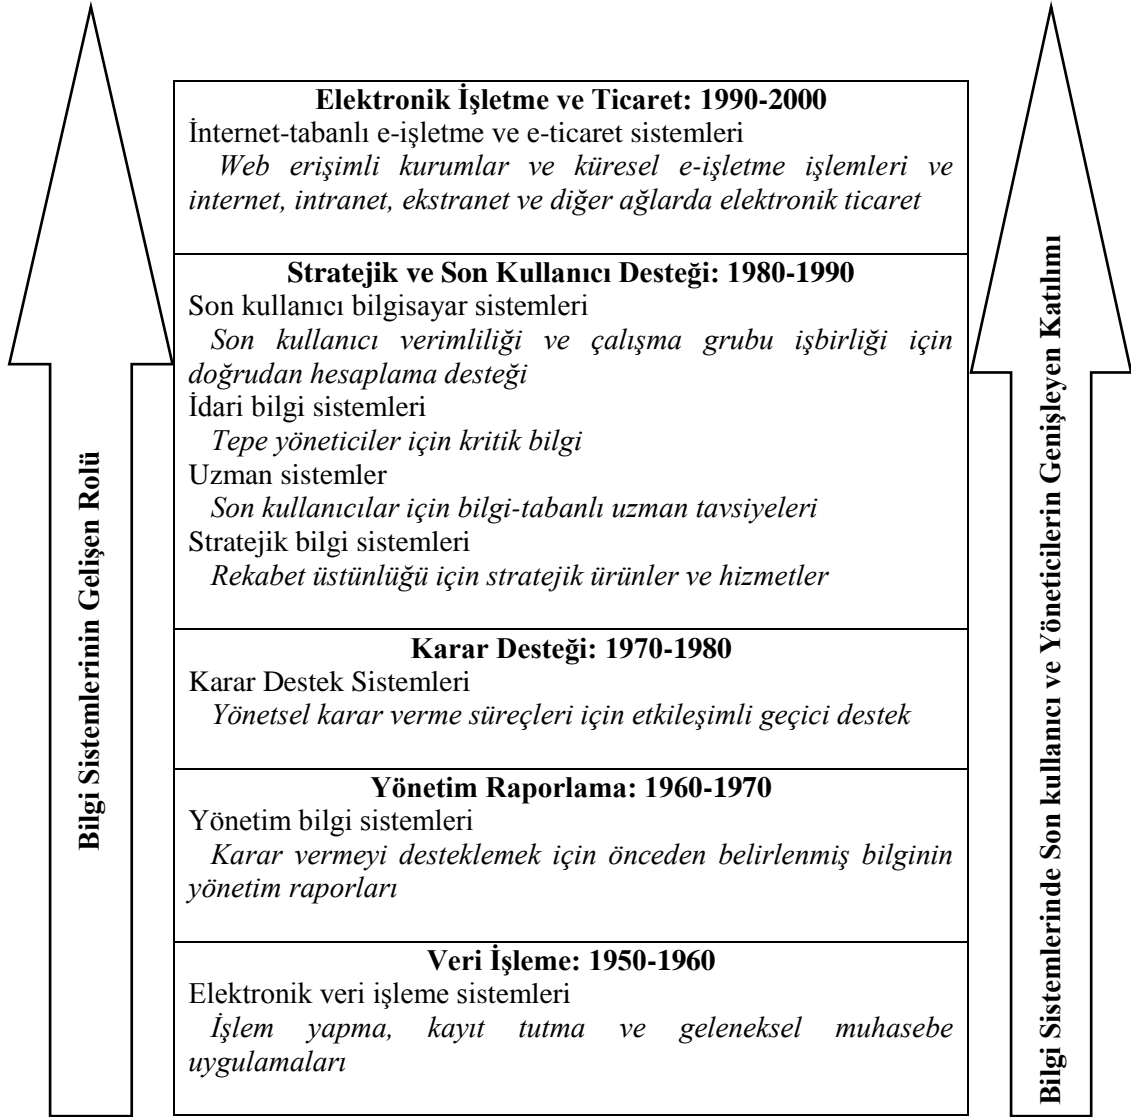 Elektronik İşletme ve Ticaret: 1990-2000
İnternet-tabanlı e-işletme ve e-ticaret sistemleri
Web erişimli kurumlar ve küresel e-işletme işlemleri ve
internet, intranet, ekstranet ve diğer ağlarda elektronik ticaret
Stratejik ve Son Kullanıcı Desteği: 1980-1990
Son kullanıcı bilgisayar sistemleri
Son kullanıcı verimliliği ve çalışma grubu işbirliği için
doğrudan hesaplama desteği
İdari bilgi sistemleri
Tepe yöneticiler için kritik bilgi
Uzman sistemler
Son kullanıcılar için bilgi-tabanlı uzman tavsiyeleri
Stratejik bilgi sistemleri
Rekabet üstünlüğü için stratejik ürünler ve hizmetler
Karar Desteği: 1970-1980
Karar Destek Sistemleri
Yönetsel karar verme süreçleri için etkileşimli geçici destek
Yönetim Raporlama: 1960-1970
Yönetim bilgi sistemleri
Karar vermeyi desteklemek için önceden belirlenmiş bilginin
yönetim raporları
Veri İşleme: 1950-1960
Elektronik veri işleme sistemleri
İşlem yapma, kayıt tutma ve geleneksel muhasebe
uygulamaları
Bilgi Sistemlerinin Gelişen Rolü
Bilgi Sistemlerinde Son kullanıcı ve Yöneticilerin Genişleyen Katılımı